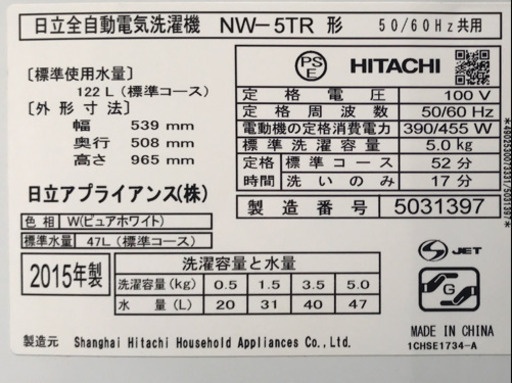 日立全自動電気洗濯機 NW-5TR 形 50/60Hz共用
[標準使用水量]
122 L (標準コース)
[外形寸法]
幅 539 mm
奥行 508 mm
高さ 965 mm
日立アプライアンス(株)
色相 W(ピュアホワイト)
標準水量 47L (標準コース)
PS
E
HITACHI
定格電圧 100 V
定格周波数 50/60 Hz
電動機の定格消費電力 390/455 W
標準洗濯容量 5.0 kg
定格時間 標準コース 52 分
洗いのみ 17 分
製造番号 5031397
*4902530073331/5031397*
2015年製
洗濯容量と水量
洗濯容量(kg) 0.5 1.5 3.5 5.0
水量(L) 20 31 40 47
S JET
G
MADE IN CHINA
1CHSE1734-A
製造元 Shanghai Hitachi Household Appliances Co.,Ltd.